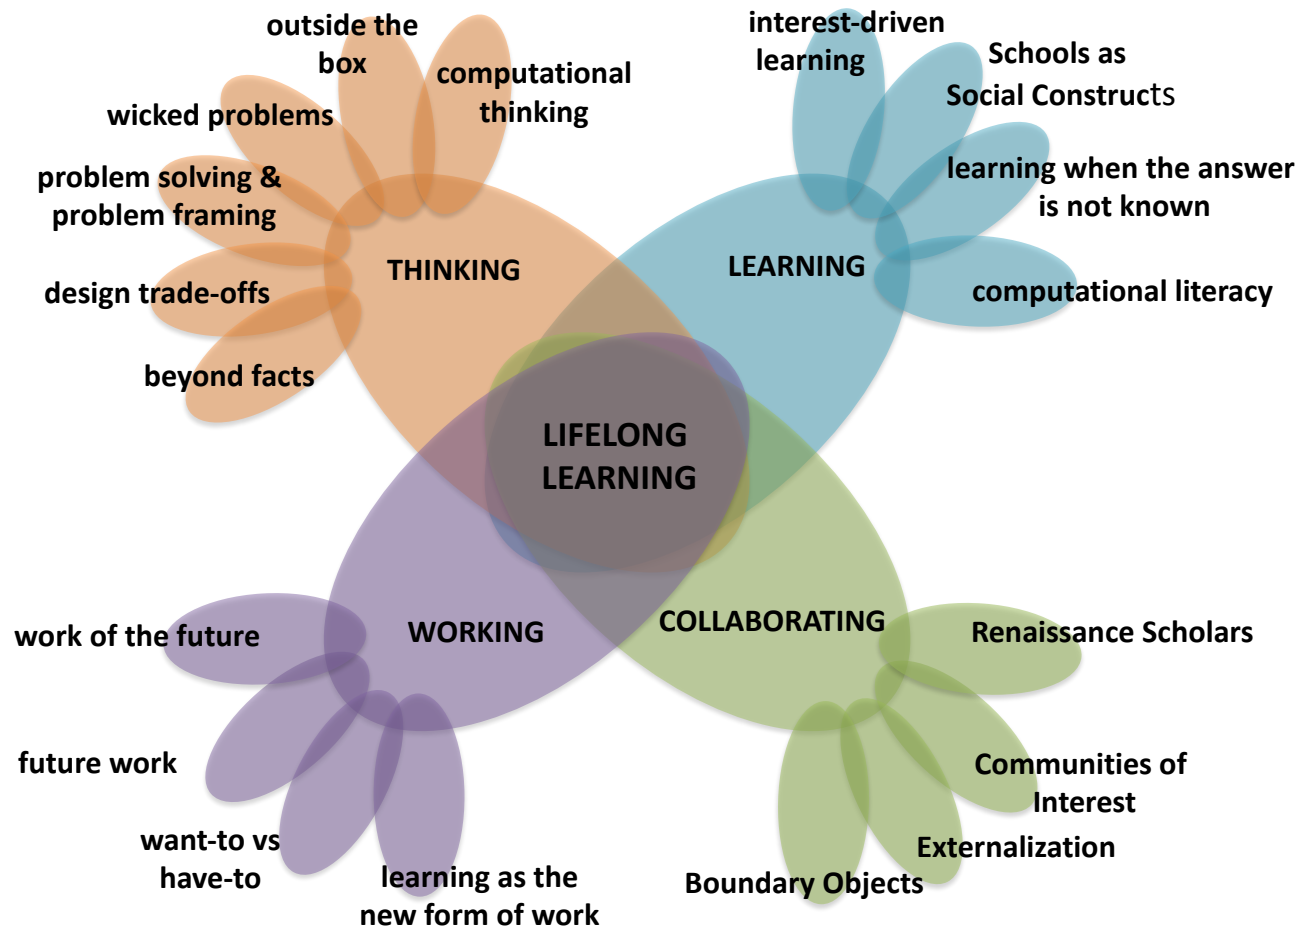 outside the
box
computational
thinking
wicked problems
problem solving &
problem framing
design trade-offs
beyond facts
THINKING
interest-driven
learning
Schools as
Social Constructs
learning when the answer
is not known
computational literacy
LEARNING
LIFELONG
LEARNING
WORKING
work of the future
future work
want-to vs
have-to
learning as the
new form of work
COLLABORATING
Renaissance Scholars
Communities of
Interest
Externalization
Boundary Objects